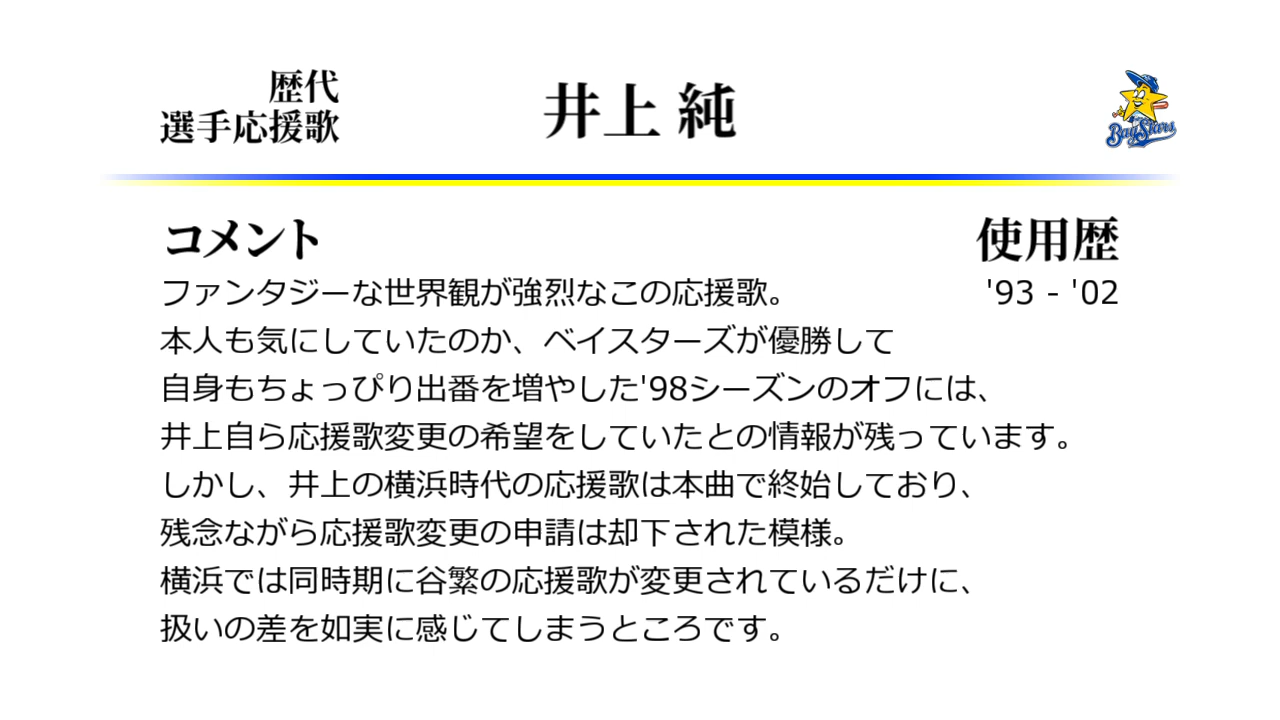 歴代
選手応援歌
井上 純
BayStars
コメント
使用歴
ファンタジーな世界観が強烈なこの応援歌。
'93 - '02
本人も気にしていたのか、ベイスターズが優勝して
自身もちょっぴり出番を増やした'98シーズンのオフには、
井上自ら応援歌変更の希望をしていたとの情報が残っています。
しかし、井上の横浜時代の応援歌は本曲で終始しており、
残念ながら応援歌変更の申請は却下された模様。
横浜では同時期に谷繁の応援歌が変更されているだけに、
扱いの差を如実に感じてしまうところです。